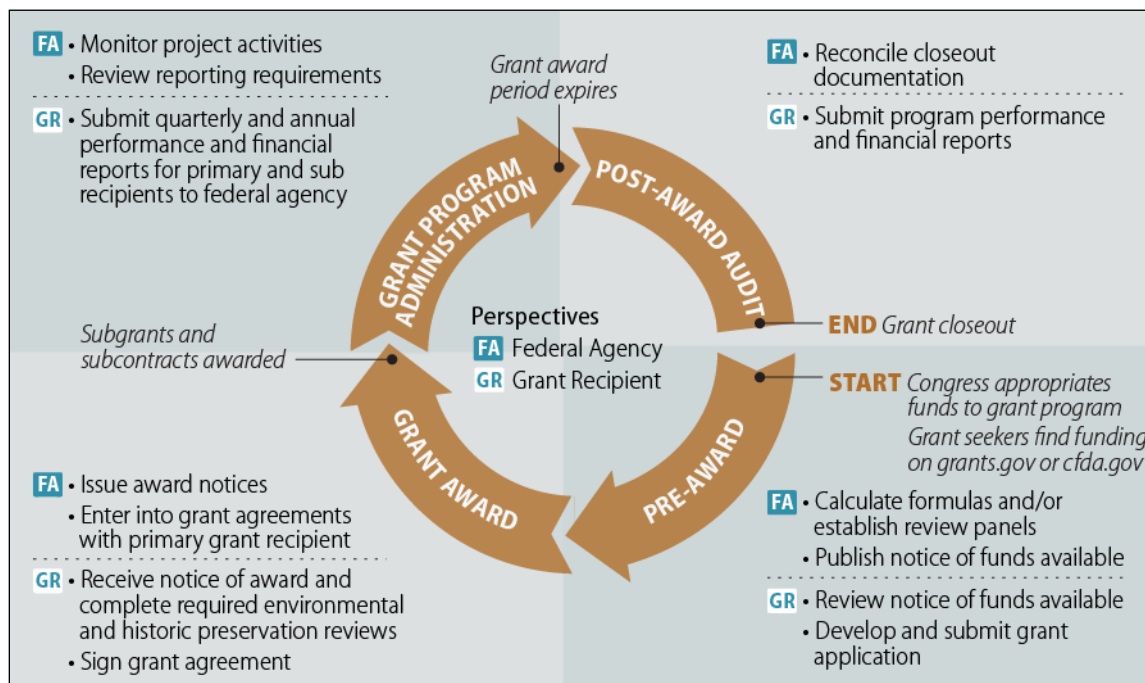 FA • Monitor project activities
• Review reporting requirements
GR • Submit quarterly and annual
performance and financial
reports for primary and sub
recipients to federal agency
Grant award
period expires
FA • Reconcile closeout
documentation
GR • Submit program performance
and financial reports
GRANT PROGRAM
ADMINISTRATION
POST-AWARD AUDIT
Subgrants and
subcontracts awarded
Perspectives
FA Federal Agency
GR Grant Recipient
END Grant closeout
START Congress appropriates
funds to grant program
Grant seekers find funding
on grants.gov or cfda.gov
GRANT AWARD
PRE-AWARD
FA • Issue award notices
• Enter into grant agreements
with primary grant recipient
GR • Receive notice of award and
complete required environmental
and historic preservation reviews
• Sign grant agreement
FA • Calculate formulas and/or
establish review panels
• Publish notice of funds available
GR • Review notice of funds available
• Develop and submit grant
application